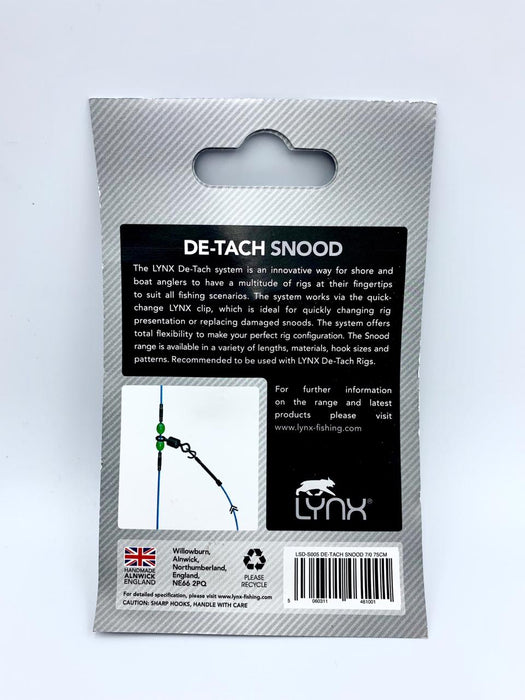 DE-TACH SNOOD
The LYNX De-Tach system is an innovative way for shore and
boat anglers to have a multitude of rigs at their fingertips
to suit all fishing scenarios. The system works via the quick-
change LYNX clip, which is ideal for quickly changing rig
presentation or replacing damaged snoods. The system offers
total flexibility to make your perfect rig configuration. The Snood
range is available in a variety of lengths, materials, hook sizes and
patterns. Recommended to be used with LYNX De-Tach Rigs.
For further information
on the range and latest
products please visit
www.lynx-fishing.com
LYNX®
HANDMADE
ALNWICK
ENGLAND
Willowburn,
Alnwick,
Northumberland,
England,
NE66 2PQ
PLEASE
RECYCLE
LSD-S005 DE-TACH SNOOD 7/0 75CM
5 060311 481001
For detailed specification, please visit www.lynx-fishing.com
CAUTION: SHARP HOOKS, HANDLE WITH CARE